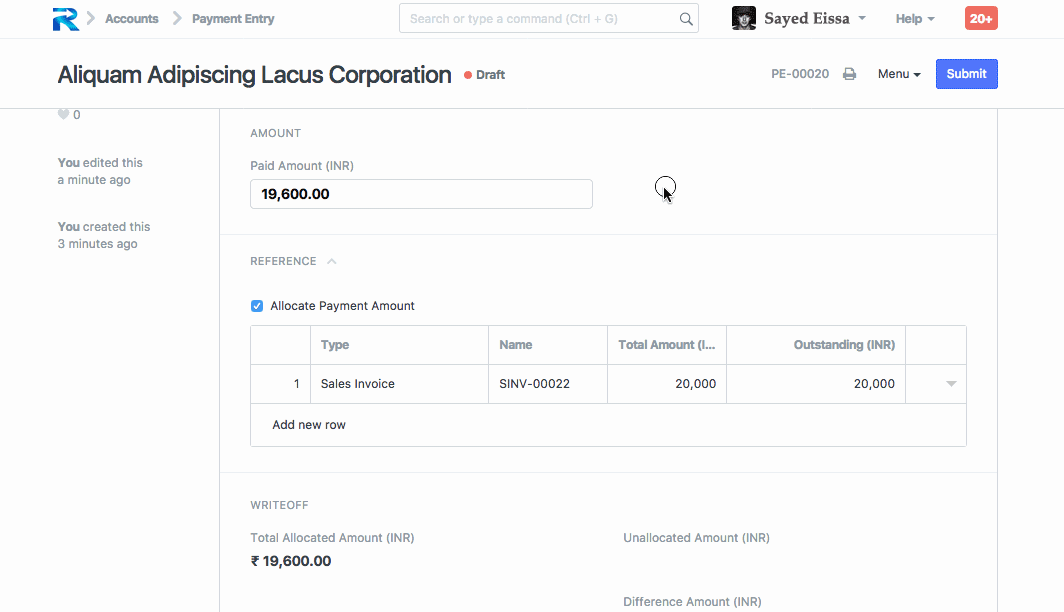 Accounts Payment Entry Search or type a command (Ctrl + G) Sayed Eissa Help 20+
Aliquam Adipiscing Lacus Corporation Draft PE-00020 Menu Submit
0
You edited this
a minute ago
You created this
3 minutes ago
AMOUNT
Paid Amount (INR)
19,600.00
REFERENCE
Allocate Payment Amount
Type Name Total Amount (I... Outstanding (INR)
1 Sales Invoice SINV-00022 20,000 20,000
Add new row
WRITEOFF
Total Allocated Amount (INR) Unallocated Amount (INR)
₹ 19,600.00
Difference Amount (INR)